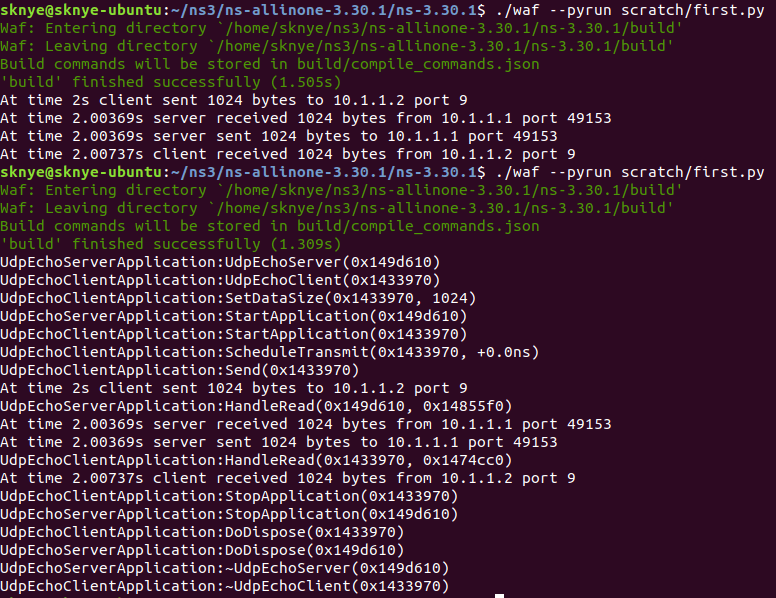 sknye@sknye-ubuntu:~/ns3/ns-allinone-3.30.1/ns-3.30.1$ ./waf --pyrun scratch/first.py
Waf: Entering directory `/home/sknye/ns3/ns-allinone-3.30.1/ns-3.30.1/build'
Waf: Leaving directory `/home/sknye/ns3/ns-allinone-3.30.1/ns-3.30.1/build'
Build commands will be stored in build/compile_commands.json
'build' finished successfully (1.505s)
At time 2s client sent 1024 bytes to 10.1.1.2 port 9
At time 2.00369s server received 1024 bytes from 10.1.1.1 port 49153
At time 2.00369s server sent 1024 bytes to 10.1.1.1 port 49153
At time 2.00737s client received 1024 bytes from 10.1.1.2 port 9
sknye@sknye-ubuntu:~/ns3/ns-allinone-3.30.1/ns-3.30.1$ ./waf --pyrun scratch/first.py
Waf: Entering directory `/home/sknye/ns3/ns-allinone-3.30.1/ns-3.30.1/build'
Waf: Leaving directory `/home/sknye/ns3/ns-allinone-3.30.1/ns-3.30.1/build'
Build commands will be stored in build/compile_commands.json
'build' finished successfully (1.309s)
UdpEchoServerApplication:UdpEchoServer(0x149d610)
UdpEchoClientApplication:UdpEchoClient(0x1433970)
UdpEchoClientApplication:SetDataSize(0x1433970, 1024)
UdpEchoServerApplication:StartApplication(0x149d610)
UdpEchoClientApplication:StartApplication(0x1433970)
UdpEchoClientApplication:ScheduleTransmit(0x1433970, +0.0ns)
UdpEchoClientApplication:Send(0x1433970)
At time 2s client sent 1024 bytes to 10.1.1.2 port 9
UdpEchoServerApplication:HandleRead(0x149d610, 0x14855f0)
At time 2.00369s server received 1024 bytes from 10.1.1.1 port 49153
At time 2.00369s server sent 1024 bytes to 10.1.1.1 port 49153
UdpEchoClientApplication:HandleRead(0x1433970, 0x1474cc0)
At time 2.00737s client received 1024 bytes from 10.1.1.2 port 9
UdpEchoClientApplication:StopApplication(0x1433970)
UdpEchoServerApplication:StopApplication(0x149d610)
UdpEchoClientApplication:DoDispose(0x1433970)
UdpEchoServerApplication:DoDispose(0x149d610)
UdpEchoServerApplication:~UdpEchoServer(0x149d610)
UdpEchoClientApplication:~UdpEchoClient(0x1433970)